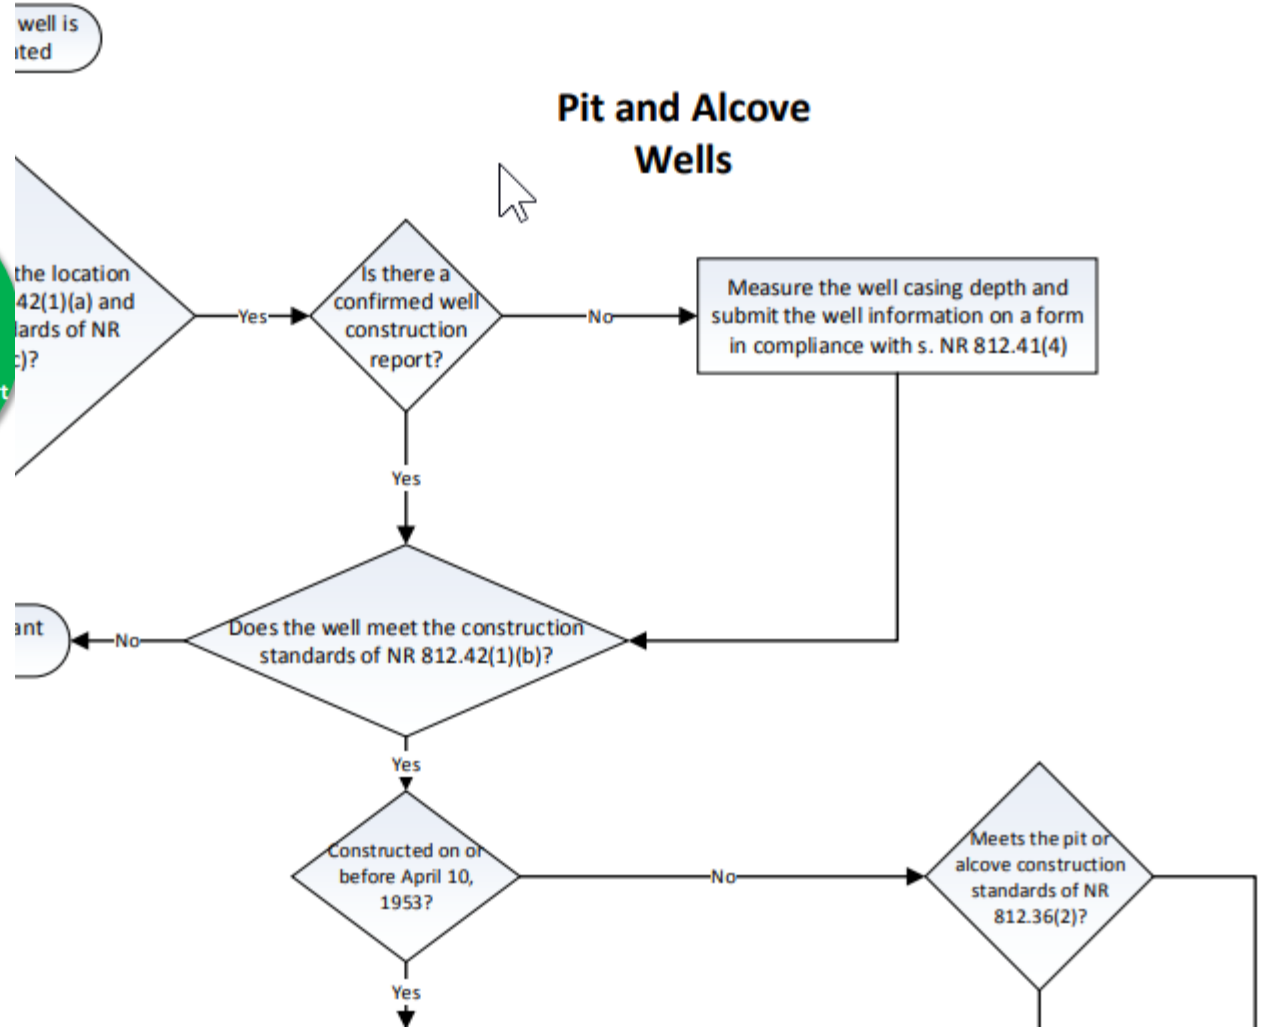 well is
Pit and Alcove
Wells
the location
42(1)(a) and
of NR
)?
t
Yes
Is there a
confirmed well
construction
report?
No
Measure the well casing depth and
submit the well information on a form
in compliance with s. NR 812.41(4)
Yes
No
Does the well meet the construction
standards of NR 812.42(1)(b)?
Yes
Constructed on or
before April 10,
1953?
No
Meets the pit or
alcove construction
standards of NR
812.36(2)?
Yes